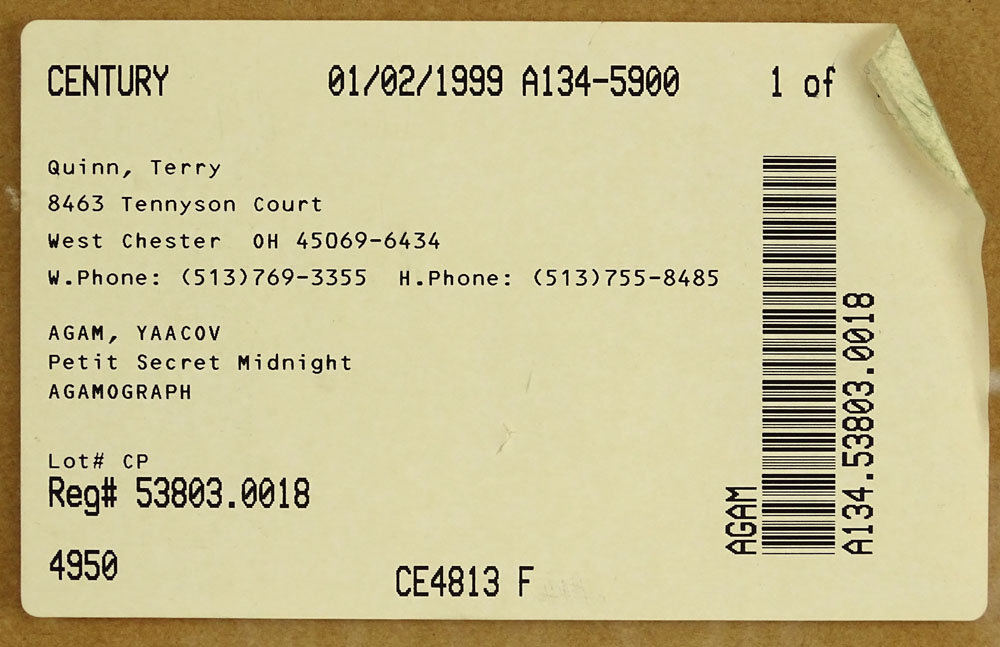 CENTURY 01/02/1999 A134-5900 1 of
Quinn, Terry
8463 Tennyson Court
West Chester OH 45069-6434
W.Phone: (513)769-3355 H.Phone: (513)755-8485
AGAM, YAACOV
Petit Secret Midnight
AGAMOGRAPH
Lot# CP
Reg# 53803.0018
4950
CE4813 F
AGAM
A134.53803.0018